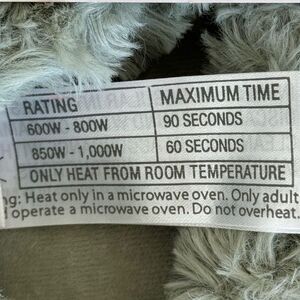 RATING MAXIMUM TIME
600W - 800W 90 SECONDS
850W - 1,000W 60 SECONDS
ONLY HEAT FROM ROOM TEMPERATURE
ng: Heat only in a microwave oven. Only adult
operate a microwave oven. Do not overheat.